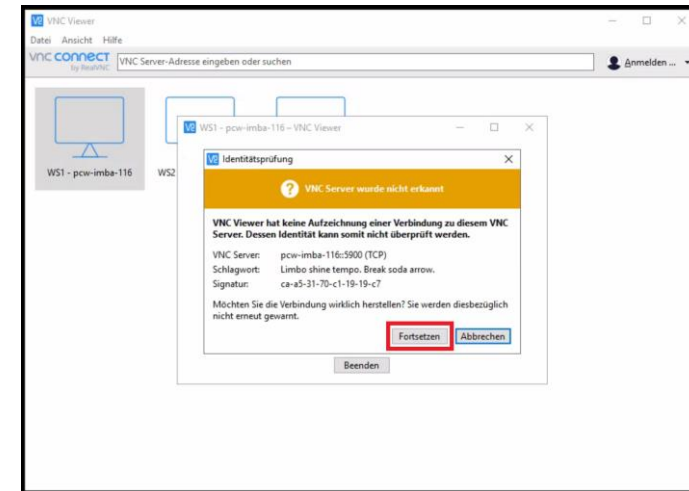 VNC Viewer
Datei Ansicht Hilfe
vnc connect
by RealVNC
VNC Server-Adresse eingeben oder suchen
Anmelden ...
WS1 - pcw-imba-116
WS2
WS1 - pcw-imba-116 – VNC Viewer
Identitätsprüfung
VNC Server wurde nicht erkannt
VNC Viewer hat keine Aufzeichnung einer Verbindung zu diesem VNC
Server. Dessen Identität kann somit nicht überprüft werden.
VNC Server: pcw-imba-116::5900 (TCP)
Schlagwort: Limbo shine tempo. Break soda arrow.
Signatur: ca-a5-31-70-c1-19-19-c7
Möchten Sie die Verbindung wirklich herstellen? Sie werden diesbezüglich
nicht erneut gewarnt.
Fortsetzen Abbrechen
Beenden